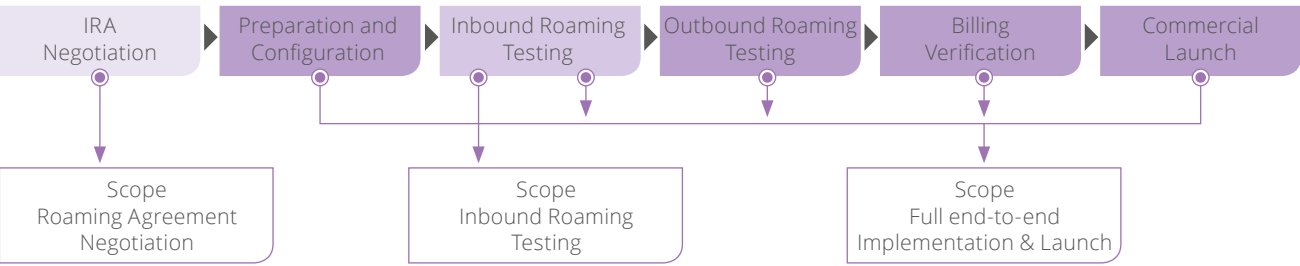 IRA
Negotiation
Preparation and
Configuration
Inbound Roaming
Testing
Outbound Roaming
Testing
Billing
Verification
Commercial
Launch
Scope
Roaming Agreement
Negotiation
Scope
Inbound Roaming
Testing
Scope
Full end-to-end
Implementation & Launch